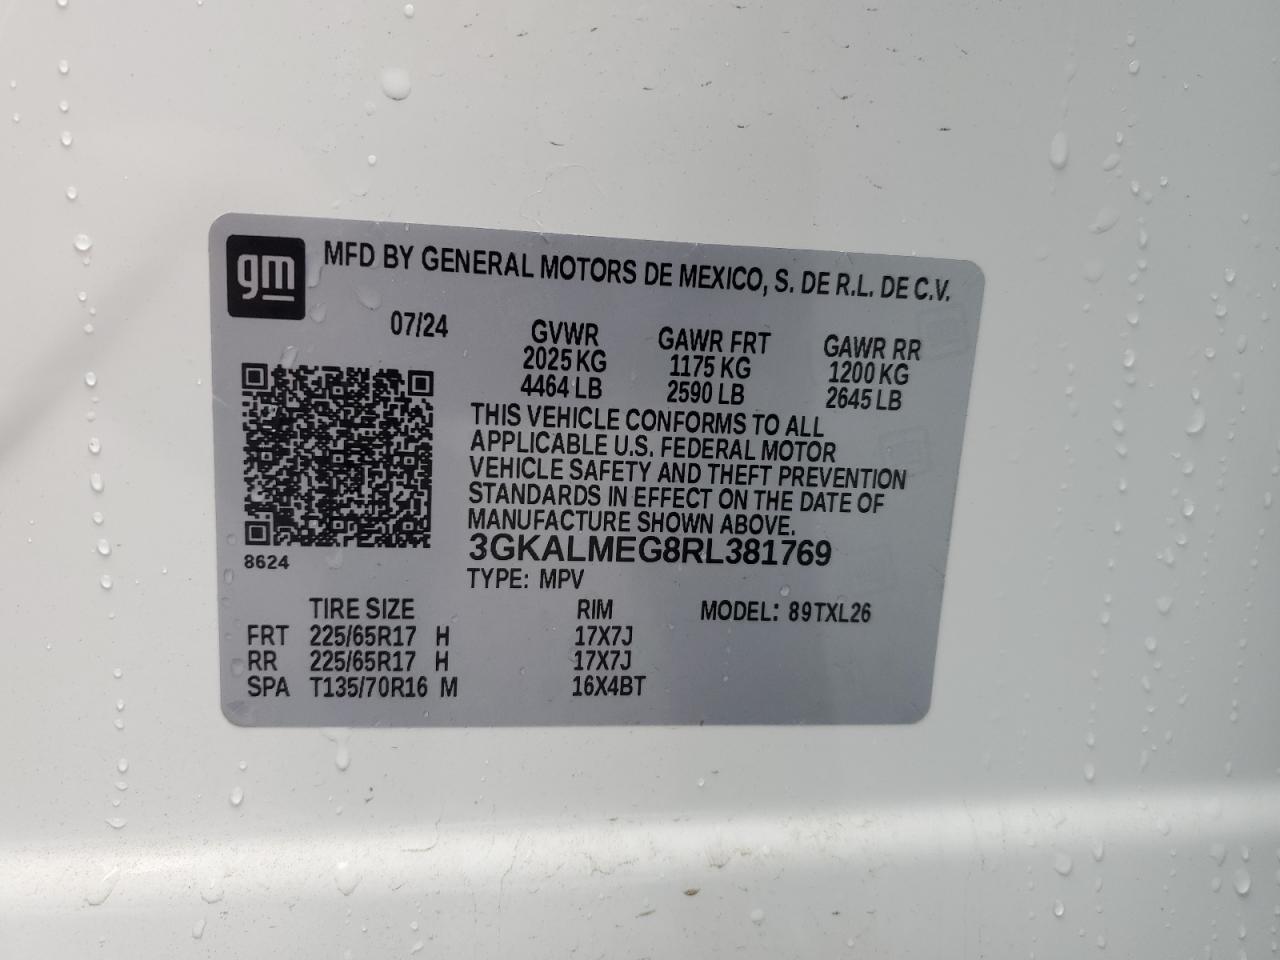 gm MFD BY GENERAL MOTORS DE MEXICO, S. DE R.L. DE C.V.
07/24 GVWR GAWR FRT GAWR RR
2025 KG 1175 KG 1200 KG
4464 LB 2590 LB 2645 LB
THIS VEHICLE CONFORMS TO ALL
APPLICABLE U.S. FEDERAL MOTOR
VEHICLE SAFETY AND THEFT PREVENTION
STANDARDS IN EFFECT ON THE DATE OF
MANUFACTURE SHOWN ABOVE.
3GKALMEG8RL381769
8624
TYPE: MPV
TIRE SIZE RIM MODEL: 89TXL26
FRT 225/65R17 H 17X7J
RR 225/65R17 H 17X7J
SPA T135/70R16 M 16X4BT